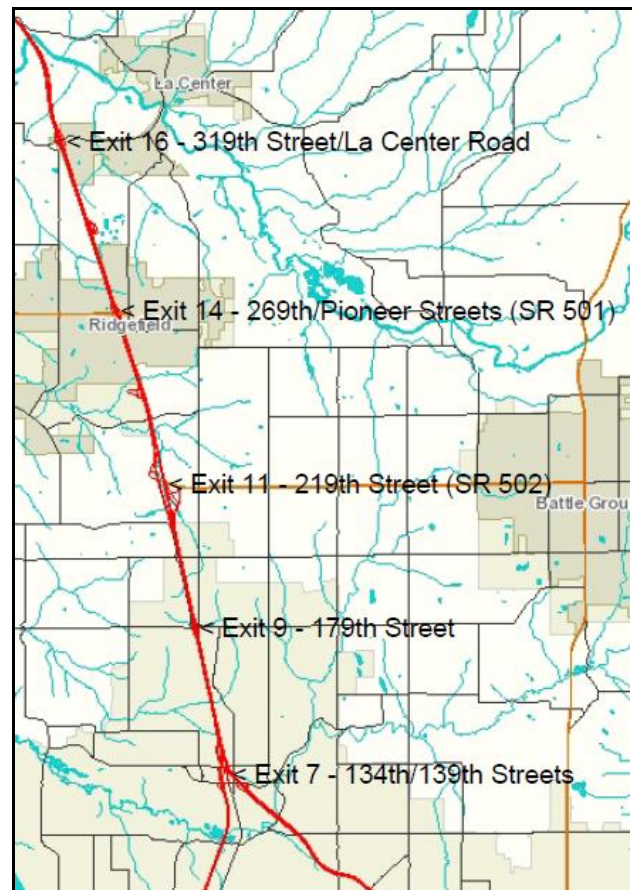 La Center
< Exit 16 - 319th Street/La Center Road
< Exit 14 - 269th/Pioneer Streets (SR 501)
Ridgefield
< Exit 11 - 219th Street (SR 502)
Battle Grou
< Exit 9 - 179th Street
< Exit 7 - 134th/139th Streets